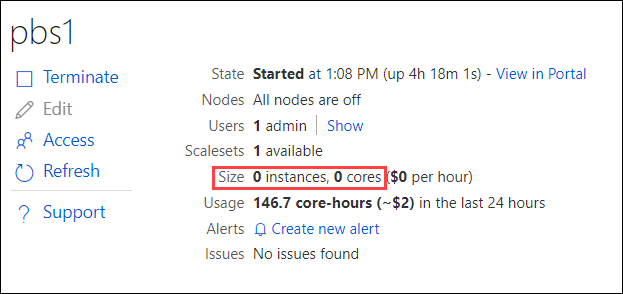 pbs1
Terminate
Edit
Access
Refresh
Support
State Started at 1:08 PM (up 4h 18m 1s) - View in Portal
Nodes All nodes are off
Users 1 admin Show
Scalesets 1 available
Size 0 instances, 0 cores ($0 per hour)
Usage 146.7 core-hours (~$2) in the last 24 hours
Alerts Create new alert
Issues No issues found